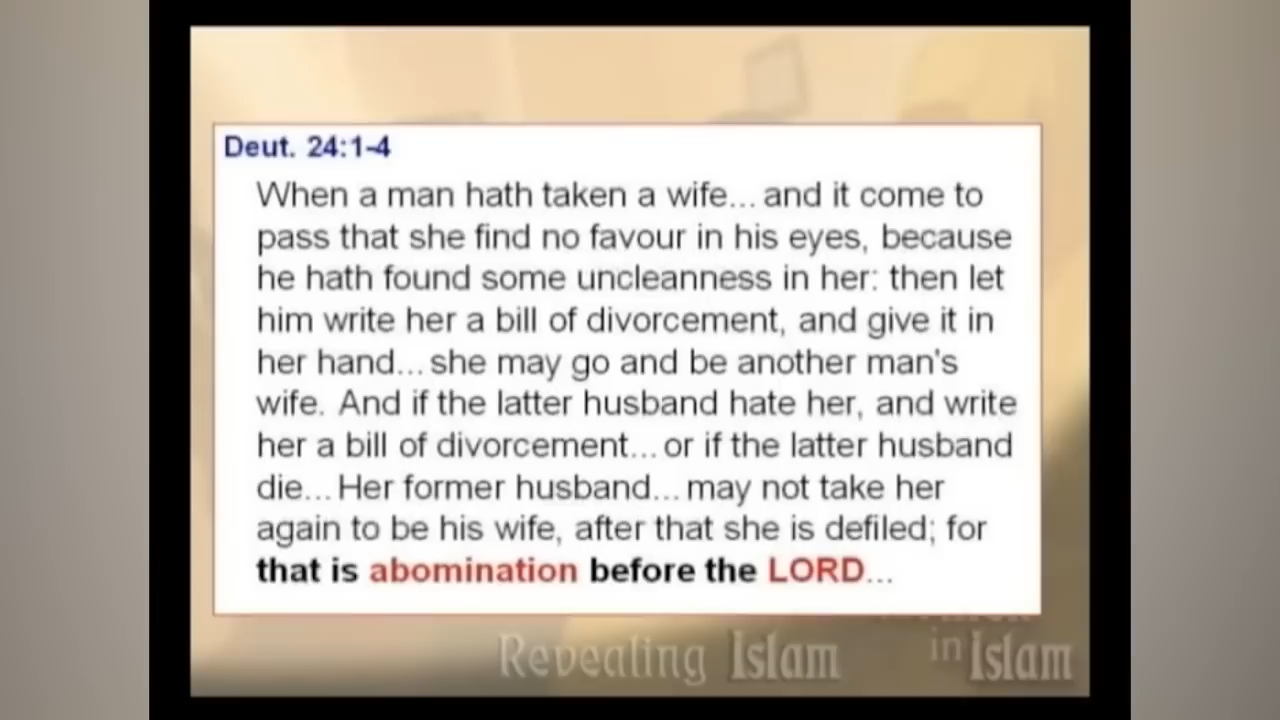 Deut. 24:1-4
When a man hath taken a wife... and it come to
pass that she find no favour in his eyes, because
he hath found some uncleanness in her: then let
him write her a bill of divorcement, and give it in
her hand... she may go and be another man's
wife. And if the latter husband hate her, and write
her a bill of divorcement... or if the latter husband
die... Her former husband... may not take her
again to be his wife, after that she is defiled; for
that is abomination before the LORD...
Revealing Islam
in Islam